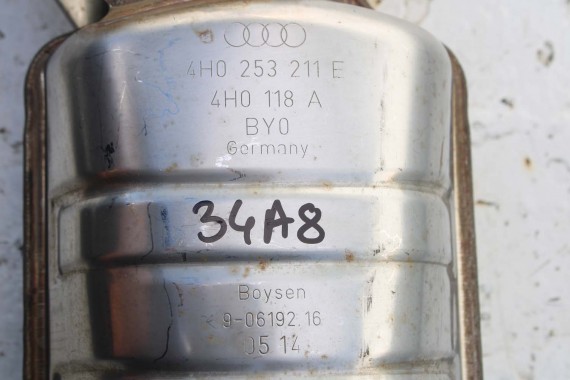 4H0 253 211 E
4H0 118 A
BY0
Germany
34A8
Boysen
9-06192.16
05 14